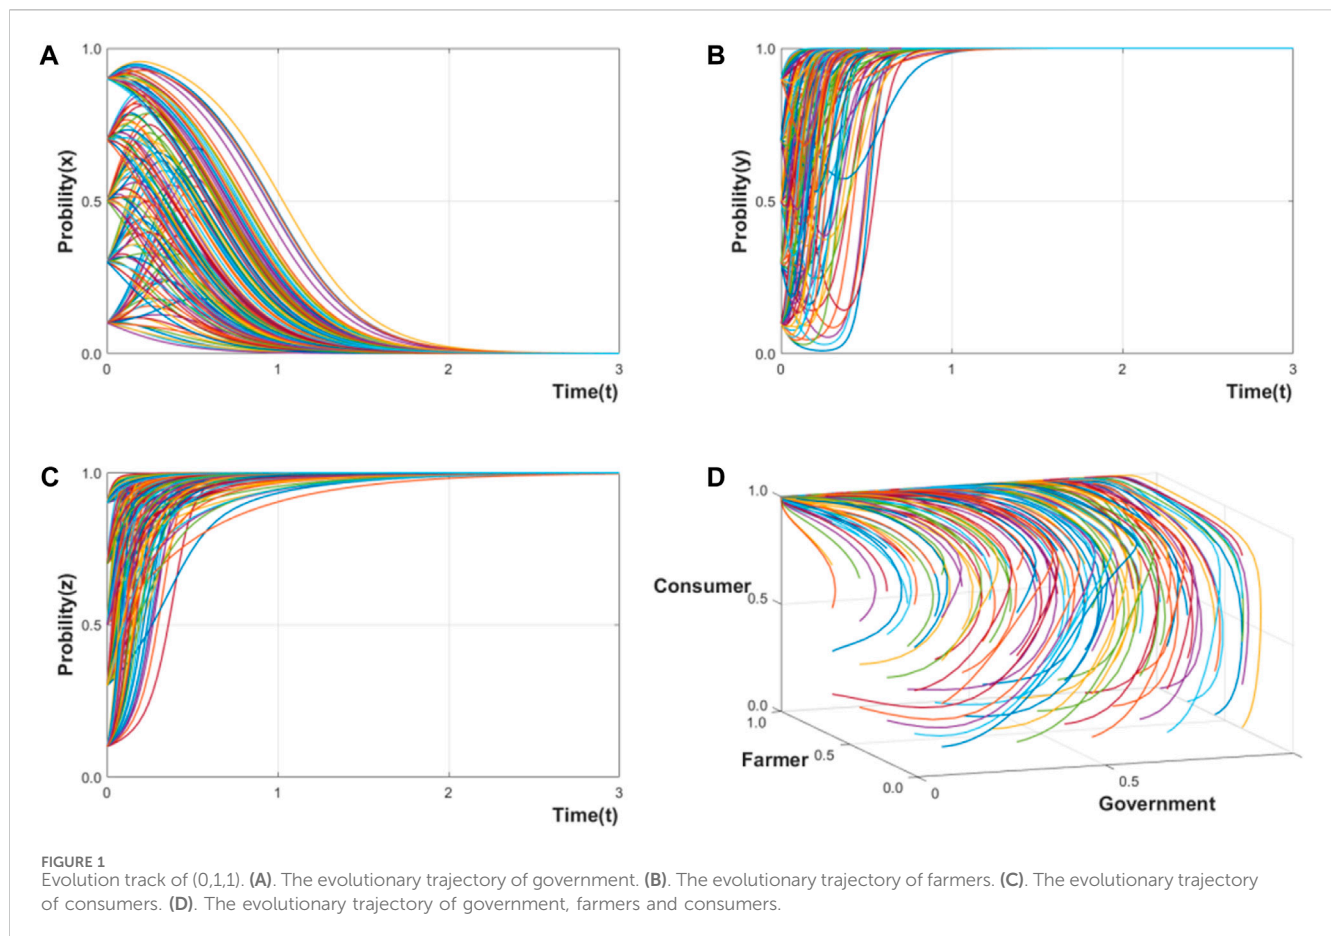 A
1.0
0.5
0.0
Probility(x)
0
1
2
3
Time(t)
B
1.0
0.5
0.0
Probility(y)
0
1
2
3
Time(t)
C
1.0
0.5
0.0
Probility(z)
0
1
2
3
Time(t)
D
1.0
Consumer
0.5
0.0
1.0
Farmer
0.5
0.0
0
0.5
Government
FIGURE 1
Evolution track of (0,1,1). (A). The evolutionary trajectory of government. (B). The evolutionary trajectory of farmers. (C). The evolutionary trajectory
of consumers. (D). The evolutionary trajectory of government, farmers and consumers.